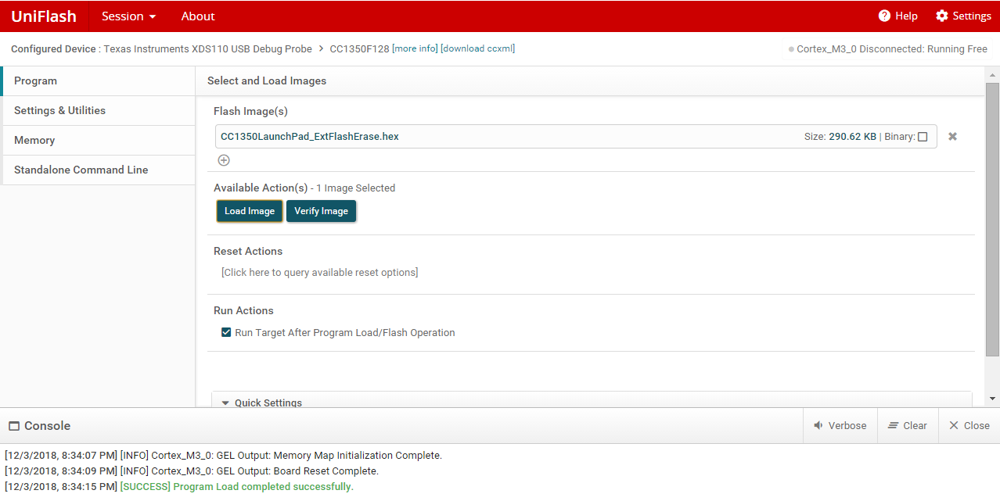 UniFlash Session About Help Settings
Configured Device : Texas Instruments XDS110 USB Debug Probe > CC1350F128 [more info] [download ccxml] Cortex_M3_0 Disconnected: Running Free
Program
Settings & Utilities
Memory
Standalone Command Line
Select and Load Images
Flash Image(s)
CC1350LaunchPad_ExtFlashErase.hex Size: 290.62 KB | Binary:
Available Action(s) - 1 Image Selected
Load Image Verify Image
Reset Actions
[Click here to query available reset options]
Run Actions
Run Target After Program Load/Flash Operation
Quick Settings
Console Verbose Clear Close
[12/3/2018, 8:34:07 PM] [INFO] Cortex_M3_0: GEL Output: Memory Map Initialization Complete.
[12/3/2018, 8:34:09 PM] [INFO] Cortex_M3_0: GEL Output: Board Reset Complete.
[12/3/2018, 8:34:15 PM] [SUCCESS] Program Load completed successfully.